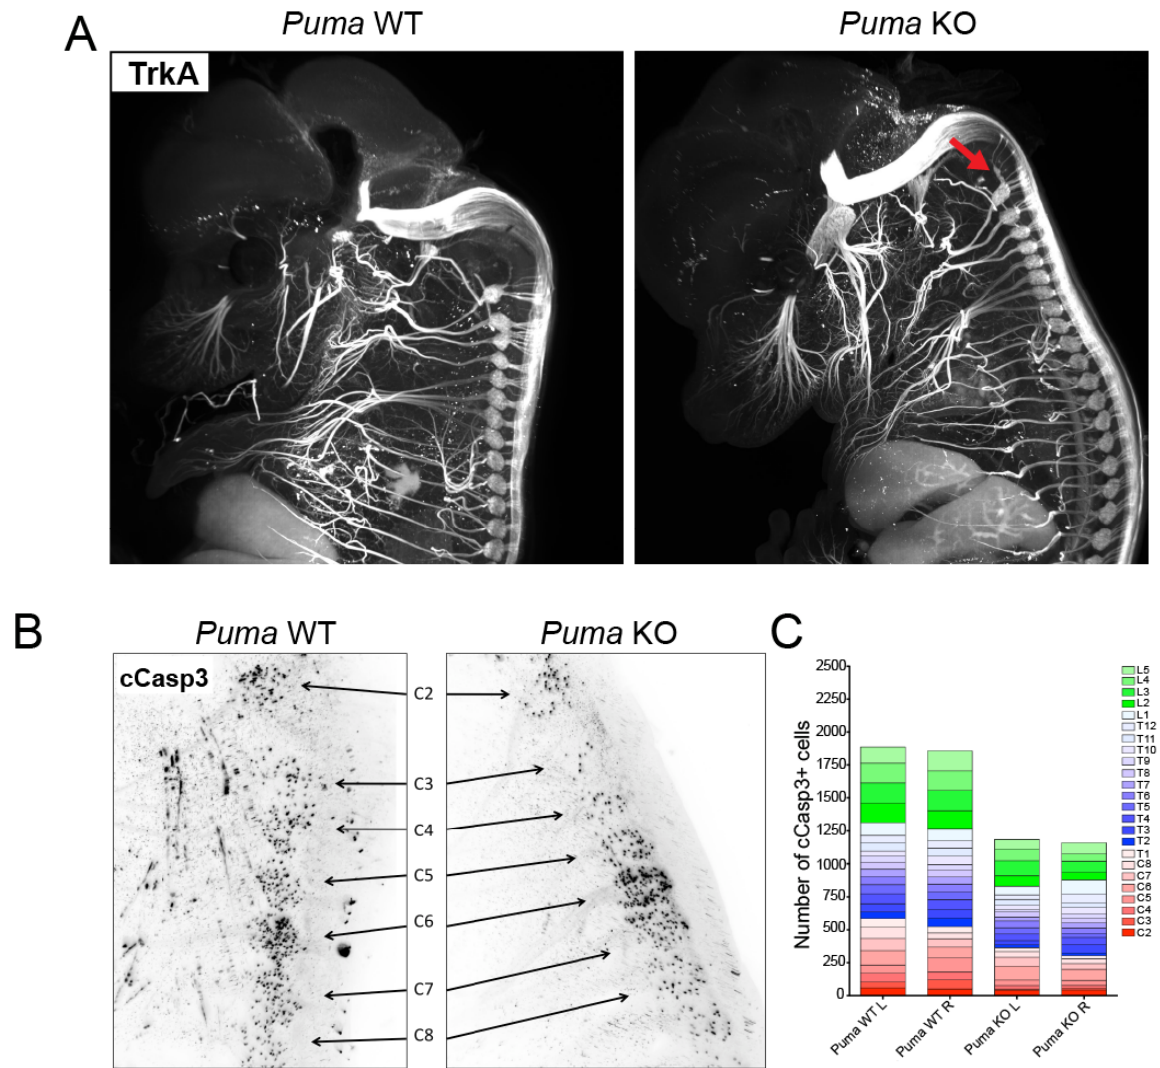 A
Puma WT
Puma KO
TrkA
B
Puma WT
Puma KO
cCasp3
C2
C3
C4
C5
C6
C7
C8
C
Number of cCasp3+ cells
2500
2250
2000
1750
1500
1250
1000
750
500
250
0
Puma WT L
Puma WT R
Puma KO L
Puma KO R
L5
L4
L3
L2
L1
T12
T11
T10
T9
T8
T7
T6
T5
T4
T3
T2
T1
C8
C7
C6
C5
C4
C3
C2